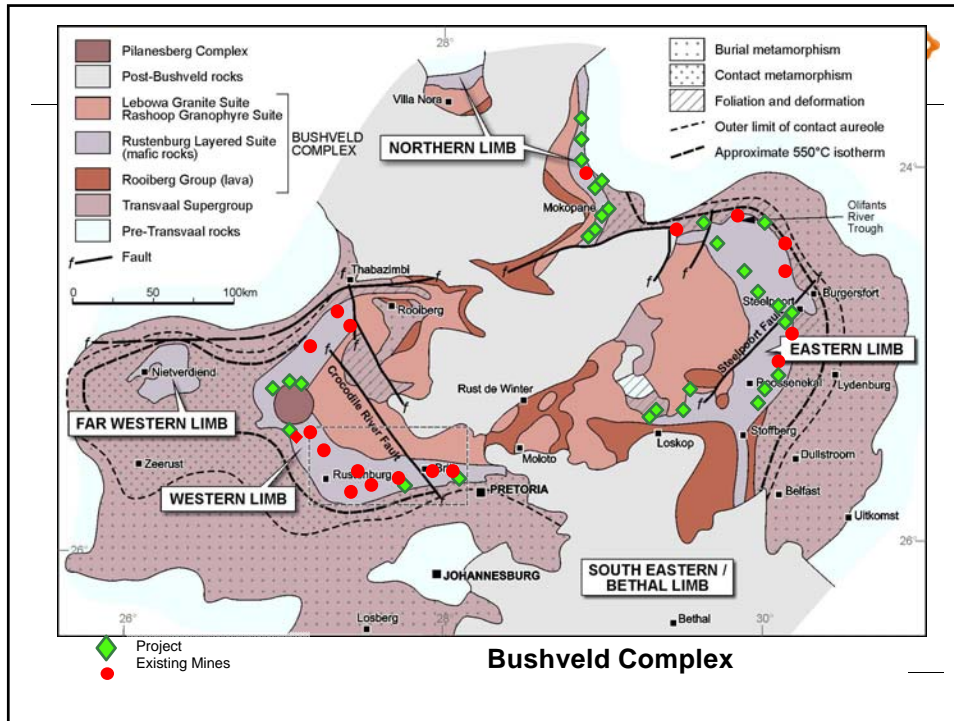 28°
Pilanesberg Complex
Post-Bushveld rocks
Lebowa Granite Suite
Rashoop Granophyre Suite
Rustenburg Layered Suite
(mafic rocks)
Rooiberg Group (lava)
BUSHVELD
COMPLEX
Transvaal Supergroup
Pre-Transvaal rocks
f
Fault
0
50
100km
Burial metamorphism
Contact metamorphism
Foliation and deformation
Outer limit of contact aureole
Approximate 550°C isotherm
Villa Nora
NORTHERN LIMB
24°
Mokopane
Olifants
River
Trough
Thabazimbi
f
f
f
f
f
Rooiberg
f
Steelpoort
Burgersfort
f
Nietverdiend
f
Crocodile River Fault
Rust de Winter
Steelpoort Fault
EASTERN LIMB
Roossenekal
Lydenburg
FAR WESTERN LIMB
f
Zeerust
Moloto
Loskop
Stoffberg
Dullstroom
WESTERN LIMB
Rustenburg
PRETORIA
Belfast
Uitkomst
26°
26°
JOHANNESBURG
SOUTH EASTERN /
BETHAL LIMB
Losberg
Bethal
26°
28°
30°
Project
Existing Mines
Bushveld Complex